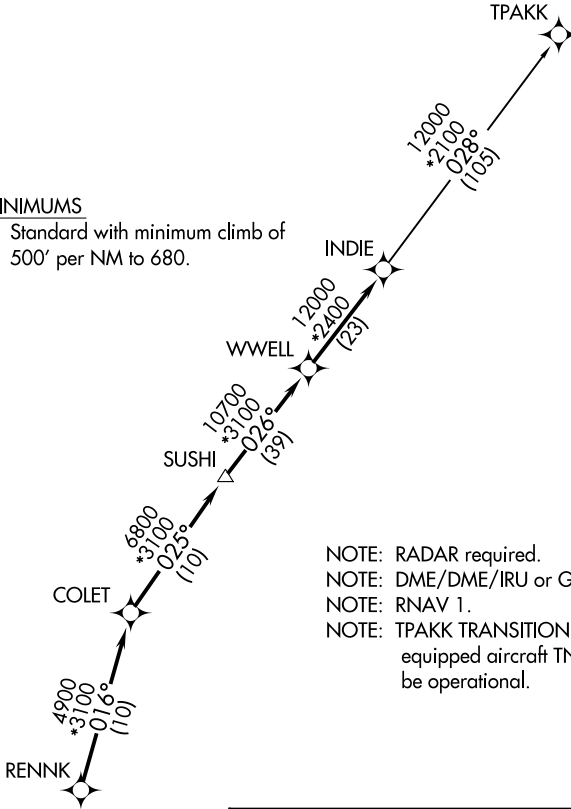 TPAKK
12000
*2100
028°
(105)
INIMUMS
Standard with minimum climb of
500' per NM to 680.
INDIE
12000
*2400
(23)
WWELL
10700
*3100
026°
(39)
SUSHI
6800
*3100
025°
(10)
NOTE: RADAR required.
NOTE: DME/DME/IRU or G
NOTE: RNAV 1.
NOTE: TPAKK TRANSITION
equipped aircraft TN
be operational.
COLET
4900
*3100
016°
(10)
RENNK